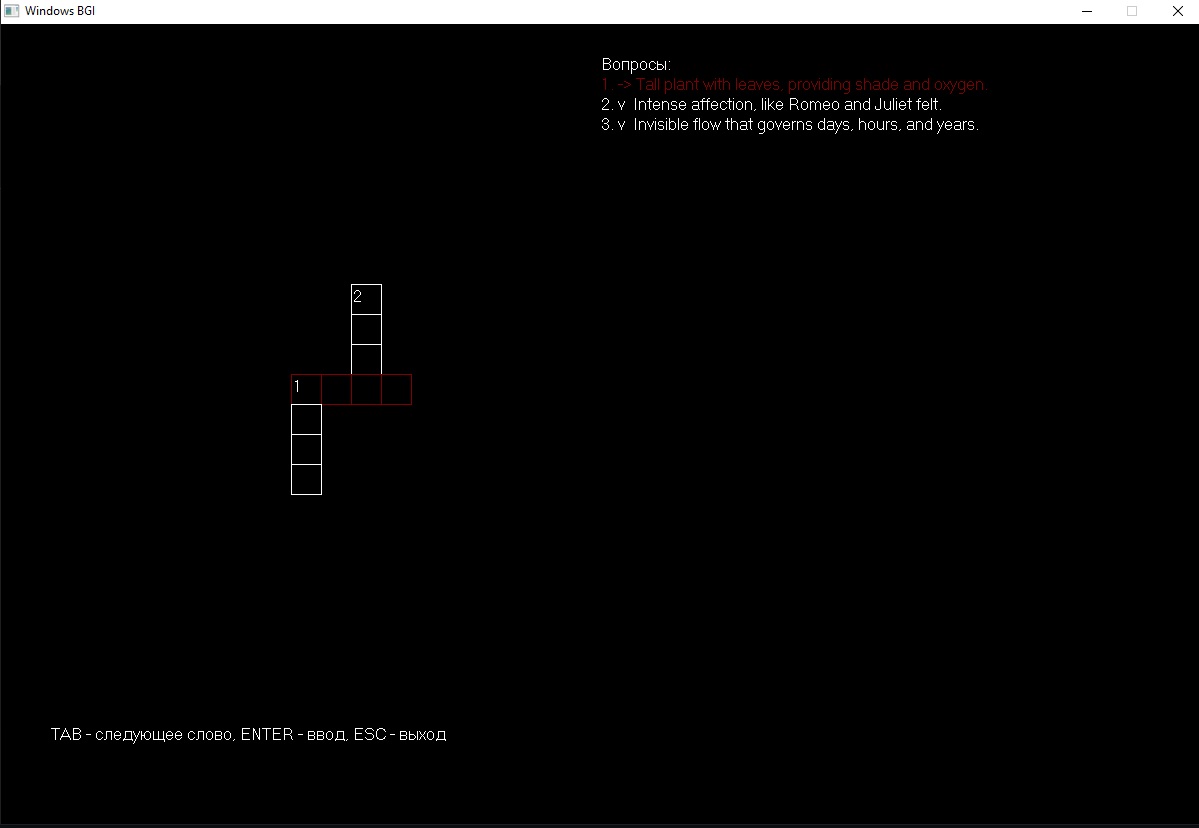 Windows BGI
Вопросы:
1. -> Tall plant with leaves, providing shade and oxygen.
2. v Intense affection, like Romeo and Juliet felt.
3. v Invisible flow that governs days, hours, and years.
2
1
TAB - следующее слово, ENTER - ввод, ESC - выход